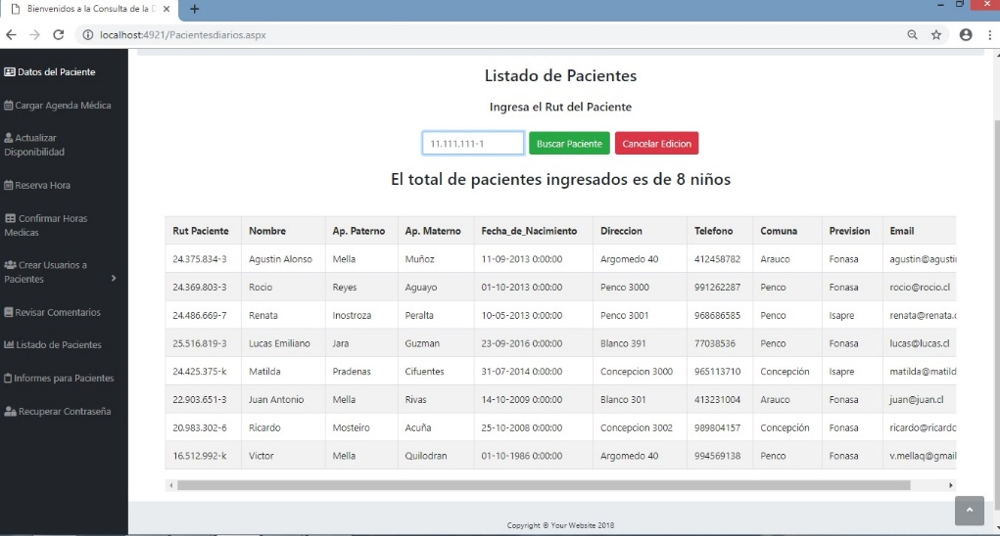 Bienvenidos a la Consulta de la D
localhost:4921/Pacientesdiarios.aspx
Datos del Paciente
Cargar Agenda Médica
Actualizar
Disponibilidad
Reserva Hora
Confirmar Horas
Medicas
Crear Usuarios a
Pacientes
Revisar Comentarios
Listado de Pacientes
Informes para Pacientes
Recuperar Contraseña
Listado de Pacientes
Ingresa el Rut del Paciente
11.111.111-1 Buscar Paciente Cancelar Edicion
El total de pacientes ingresados es de 8 niños
Rut Paciente Nombre Ap. Paterno Ap. Materno Fecha_de_Nacimiento Direccion Telefono Comuna Prevision Email
24.375.834-3 Agustin Alonso Mella Muñoz 11-09-2013 0:00:00 Argomedo 40 412458782 Arauco Fonasa agustin@agusti
24.369.803-3 Rocio Reyes Aguayo 01-10-2013 0:00:00 Penco 3000 991262287 Penco Fonasa rocio@rocio.cl
24.486.669-7 Renata Inostroza Peralta 10-05-2013 0:00:00 Penco 3001 968686585 Penco Isapre renata@renata.c
25.516.819-3 Lucas Emiliano Jara Guzman 23-09-2016 0:00:00 Blanco 391 77038536 Penco Fonasa lucas@lucas.cl
24.425.375-k Matilda Pradenas Cifuentes 31-07-2014 0:00:00 Concepcion 3000 965113710 Concepción Isapre matilda@matild
22.903.651-3 Juan Antonio Mella Rivas 14-10-2009 0:00:00 Blanco 301 413231004 Arauco Fonasa juan@juan.cl
20.983.302-6 Ricardo Mosteiro Acuña 25-10-2008 0:00:00 Concepcion 3002 989804157 Concepción Fonasa ricardo@ricardo
16.512.992-k Victor Mella Quilodran 01-10-1986 0:00:00 Argomedo 40 994569138 Penco Fonasa v.mellaq@gmail
Copyright © Your Website 2018